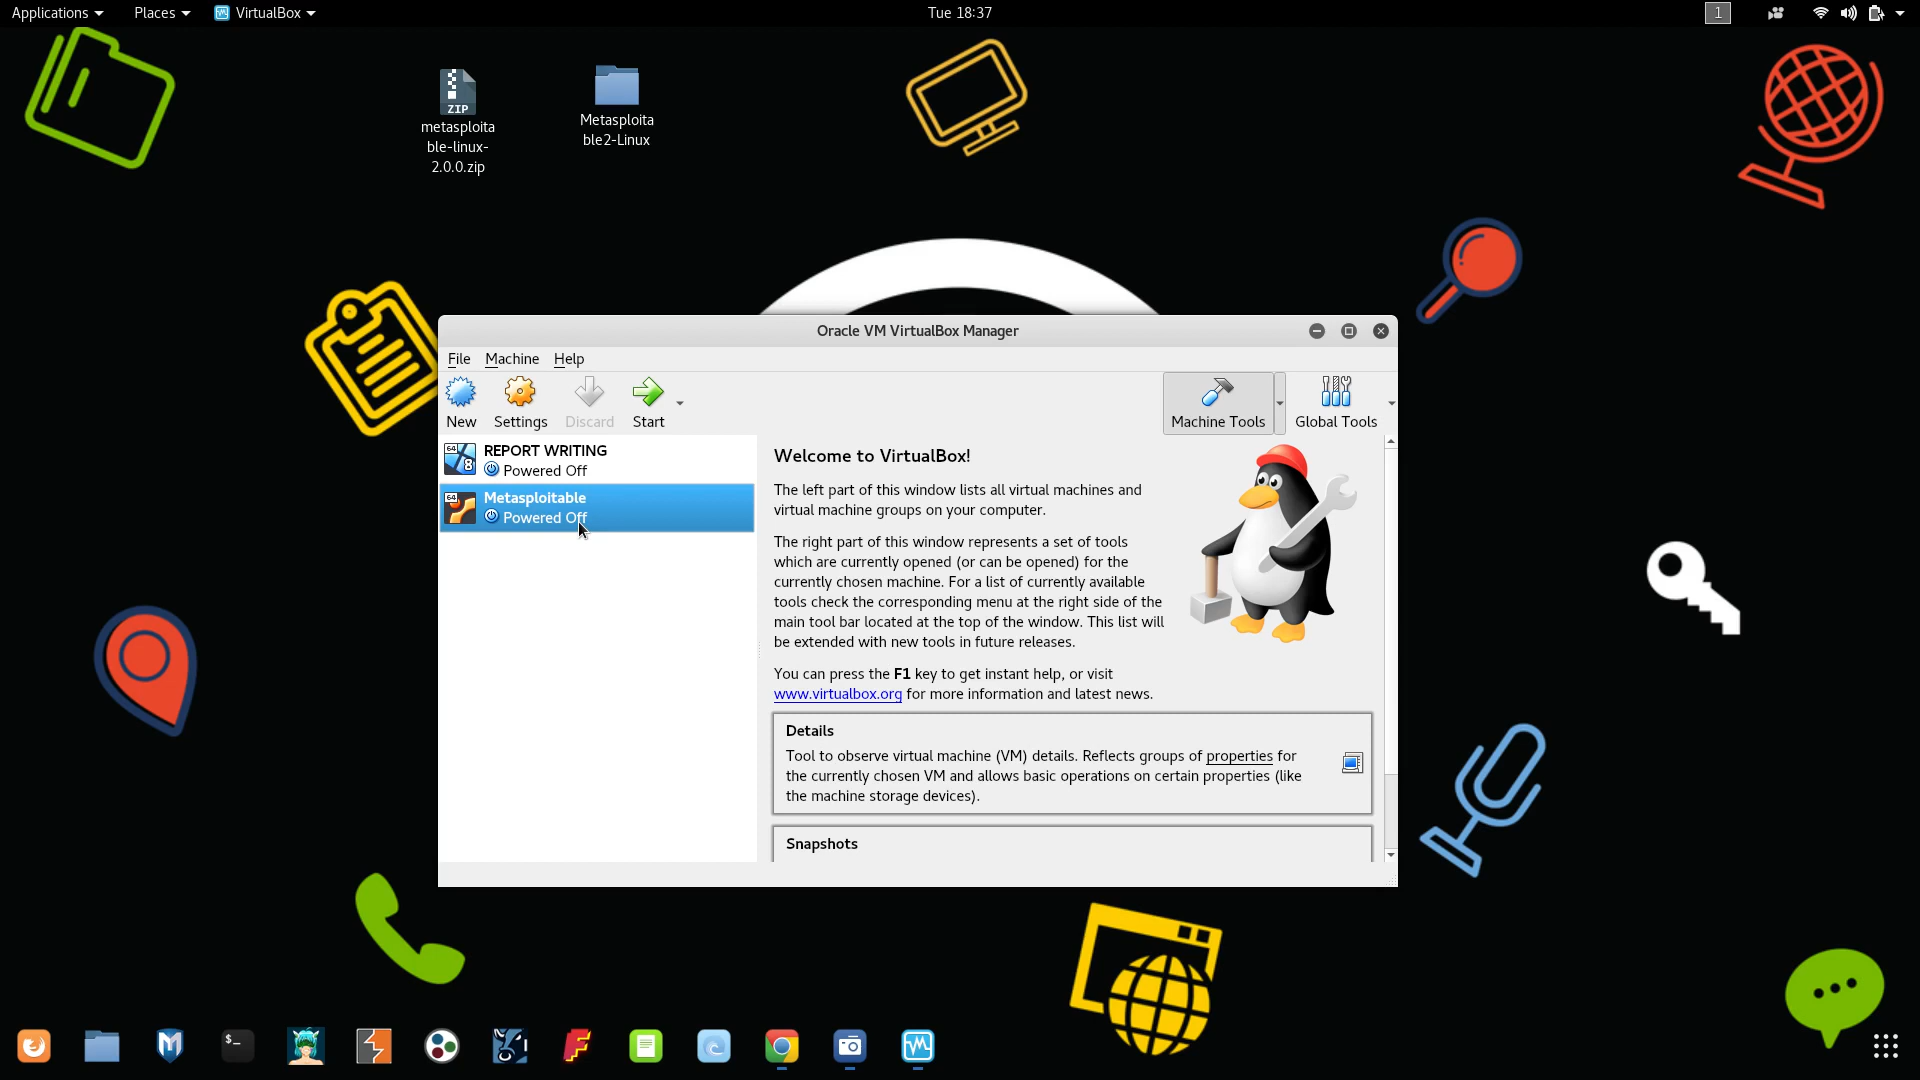 Applications
Places
VirtualBox
Tue 18:37
1
ZIP
metasploita
ble-linux-
2.0.0.zip
Metasploita
ble2-Linux
Oracle VM VirtualBox Manager
File
Machine
Help
New
Settings
Discard
Start
Machine Tools
Global Tools
64
8
REPORT WRITING
Powered Off
64
Metasploitable
Powered Off
Welcome to VirtualBox!
The left part of this window lists all virtual machines and
virtual machine groups on your computer.
The right part of this window represents a set of tools
which are currently opened (or can be opened) for the
currently chosen machine. For a list of currently available
tools check the corresponding menu at the right side of the
main tool bar located at the top of the window. This list will
be extended with new tools in future releases.
You can press the F1 key to get instant help, or visit
www.virtualbox.org for more information and latest news.
Details
Tool to observe virtual machine (VM) details. Reflects groups of properties for
the currently chosen VM and allows basic operations on certain properties (like
the machine storage devices).
Snapshots
M
$_
F